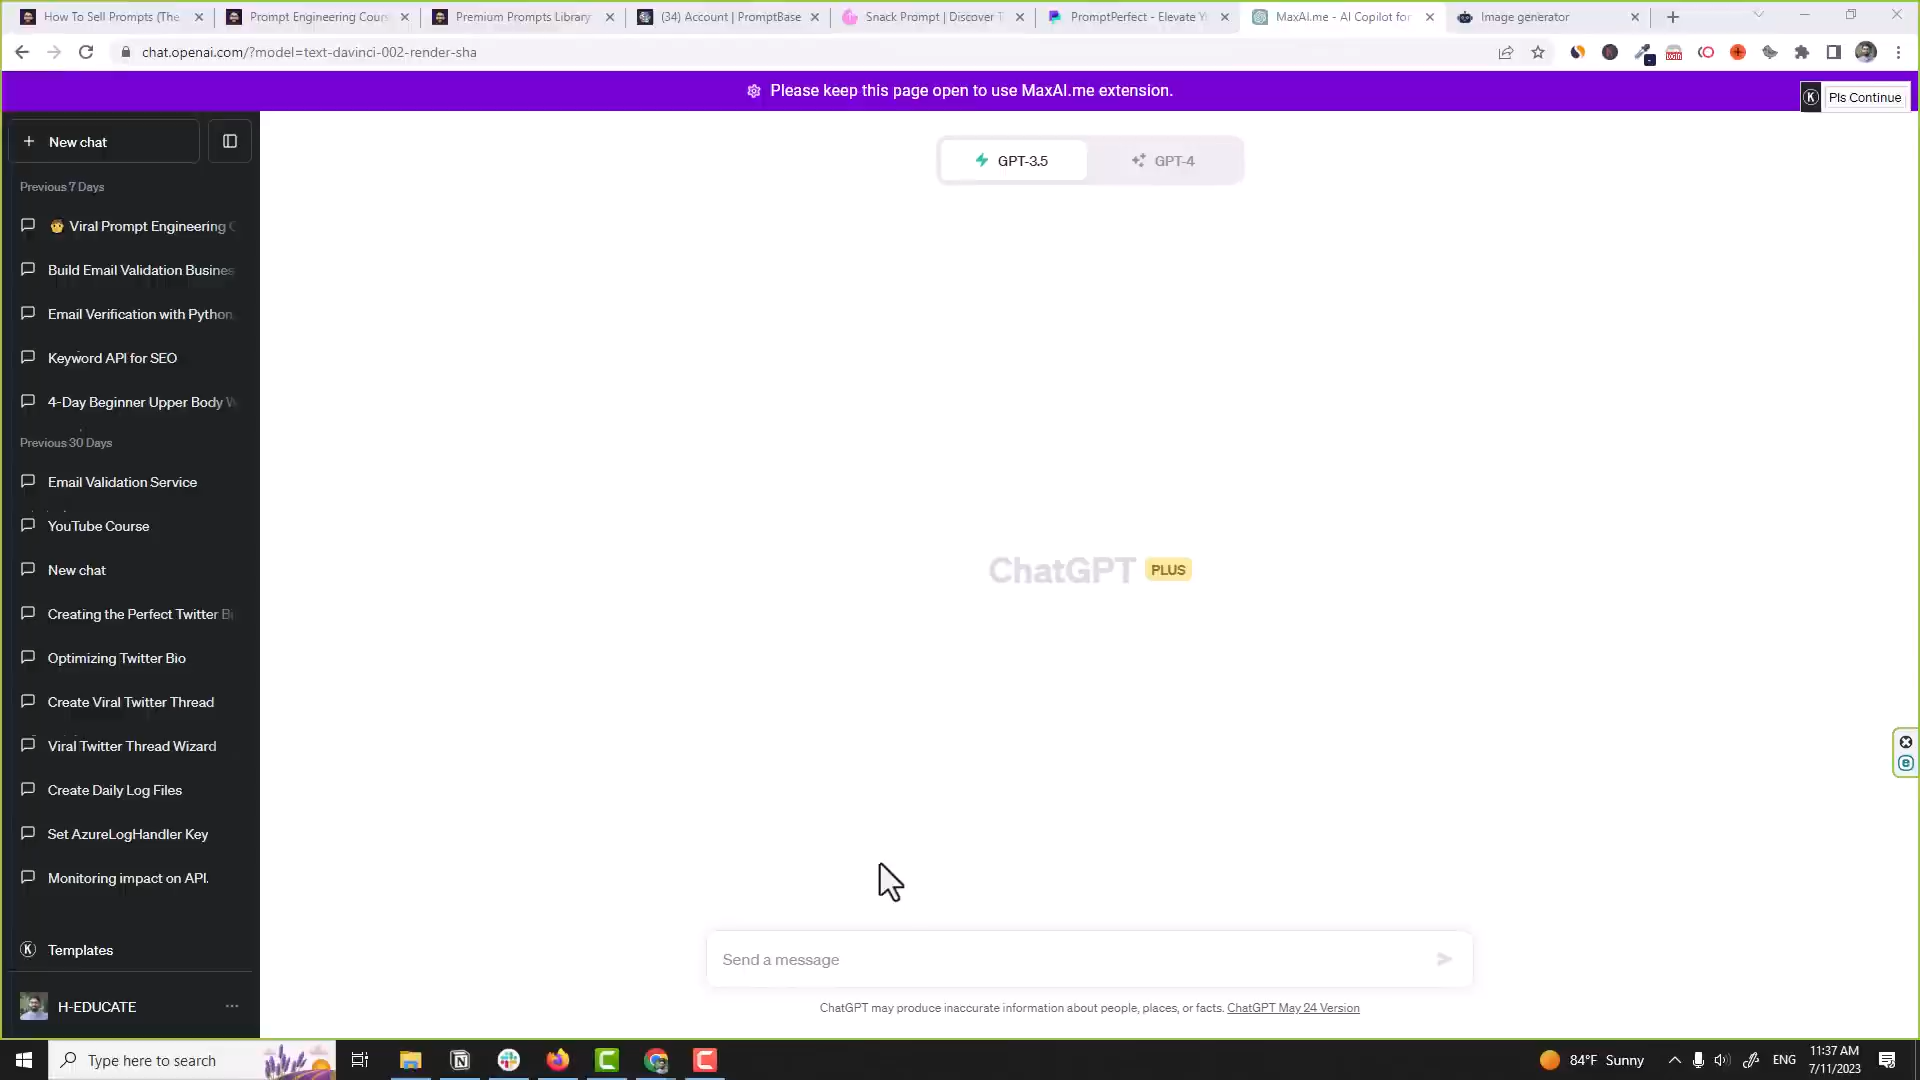 How To Sell Prompts (The
Prompt Engineering Cours
Premium Prompts Library
(34) Account | PromptBase
Snack Prompt | Discover T
PromptPerfect - Elevate Y
MaxAI.me - AI Copilot for
Image generator
chat.openai.com/?model=text-davinci-002-render-sha
Please keep this page open to use MaxAI.me extension.
Pls Continue
New chat
GPT-3.5
GPT-4
Previous 7 Days
Viral Prompt Engineering C
Build Email Validation Busines
Email Verification with Python
Keyword API for SEO
4-Day Beginner Upper Body W
Previous 30 Days
Email Validation Service
YouTube Course
New chat
Creating the Perfect Twitter Bi
Optimizing Twitter Bio
Create Viral Twitter Thread
Viral Twitter Thread Wizard
Create Daily Log Files
Set AzureLogHandler Key
Monitoring impact on API.
Templates
H-EDUCATE
ChatGPT PLUS
Send a message
ChatGPT may produce inaccurate information about people, places, or facts. ChatGPT May 24 Version
Type here to search
84°F Sunny
ENG
11:37 AM
7/11/2023